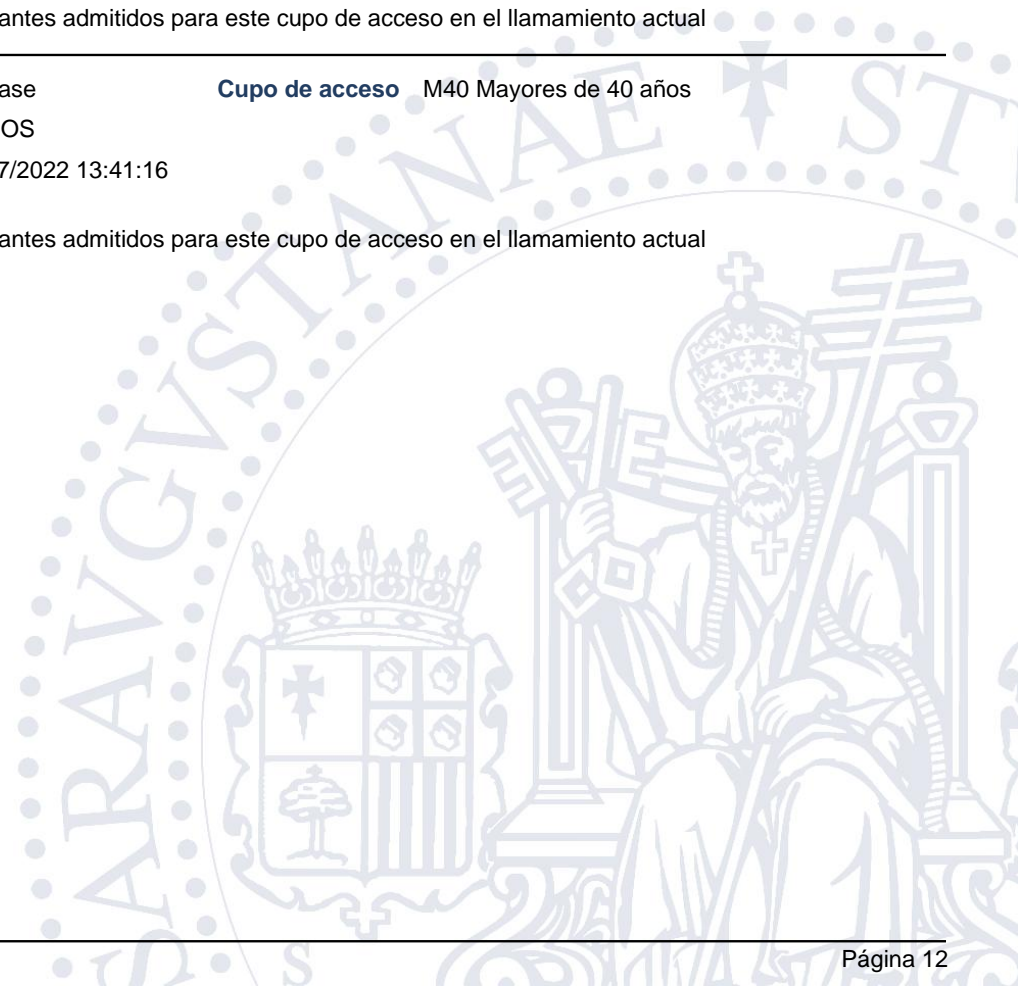 antes admitidos para este cupo de acceso en el llamamiento actual
ase Cupo de acceso M40 Mayores de 40 años
OS
7/2022 13:41:16
antes admitidos para este cupo de acceso en el llamamiento actual
SARAVGVSTANAE ST
S
Página 12